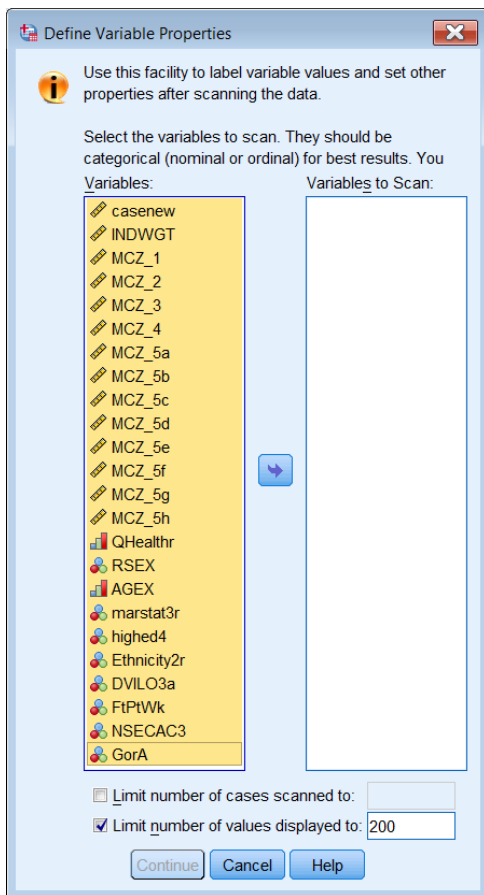 Define Variable Properties
Use this facility to label variable values and set other
properties after scanning the data.
Select the variables to scan. They should be
categorical (nominal or ordinal) for best results. You
Variables:
Variables to Scan:
casenew
INDWGT
MCZ_1
MCZ_2
MCZ_3
MCZ_4
MCZ_5a
MCZ_5b
MCZ_5c
MCZ_5d
MCZ_5e
MCZ_5f
MCZ_5g
MCZ_5h
QHealthr
RSEX
AGEX
marstat3r
highed4
Ethnicity2r
DVILO3a
FtPtWk
NSECAC3
GorA
Limit number of cases scanned to:
Limit number of values displayed to: 200
Continue Cancel Help